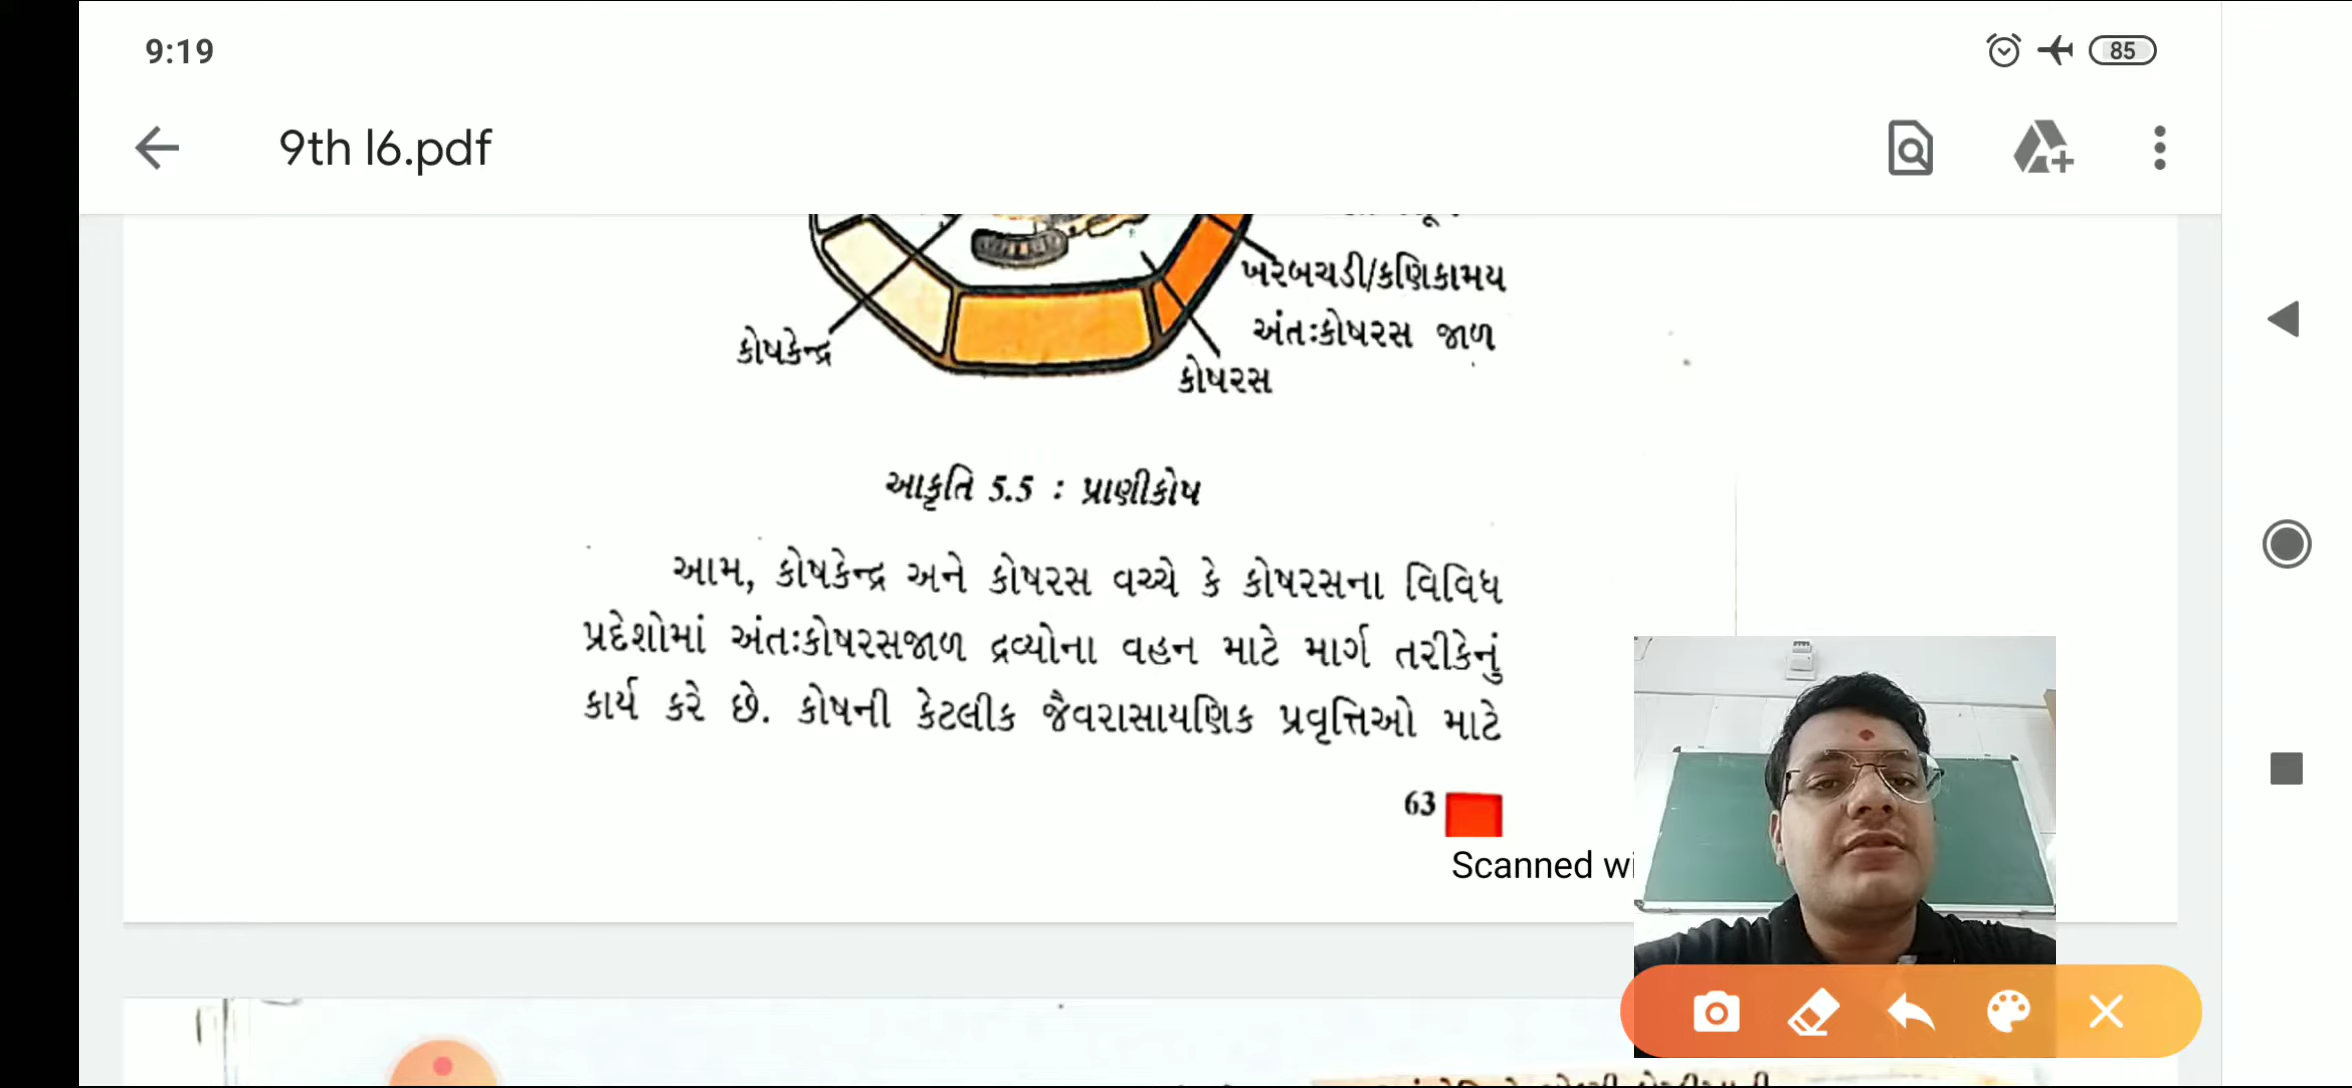 9:19
85
9th l6.pdf
ખરબચડી/કણિકામય
અંતઃકોષરસ જાળ
કોષકેન્દ્ર
કોષરસ
આકૃતિ 5.5 : પ્રાણીકોષ
આમ, કોષકેન્દ્ર અને કોષરસ વચ્ચે કે કોષરસના વિવિધ
પ્રદેશોમાં અંતઃકોષરસજાળ દ્રવ્યોના વહન માટે માર્ગ તરીકેનું
કાર્ય કરે છે. કોષની કેટલીક જૈવરાસાયણિક પ્રવૃત્તિઓ માટે
63
Scanned wi